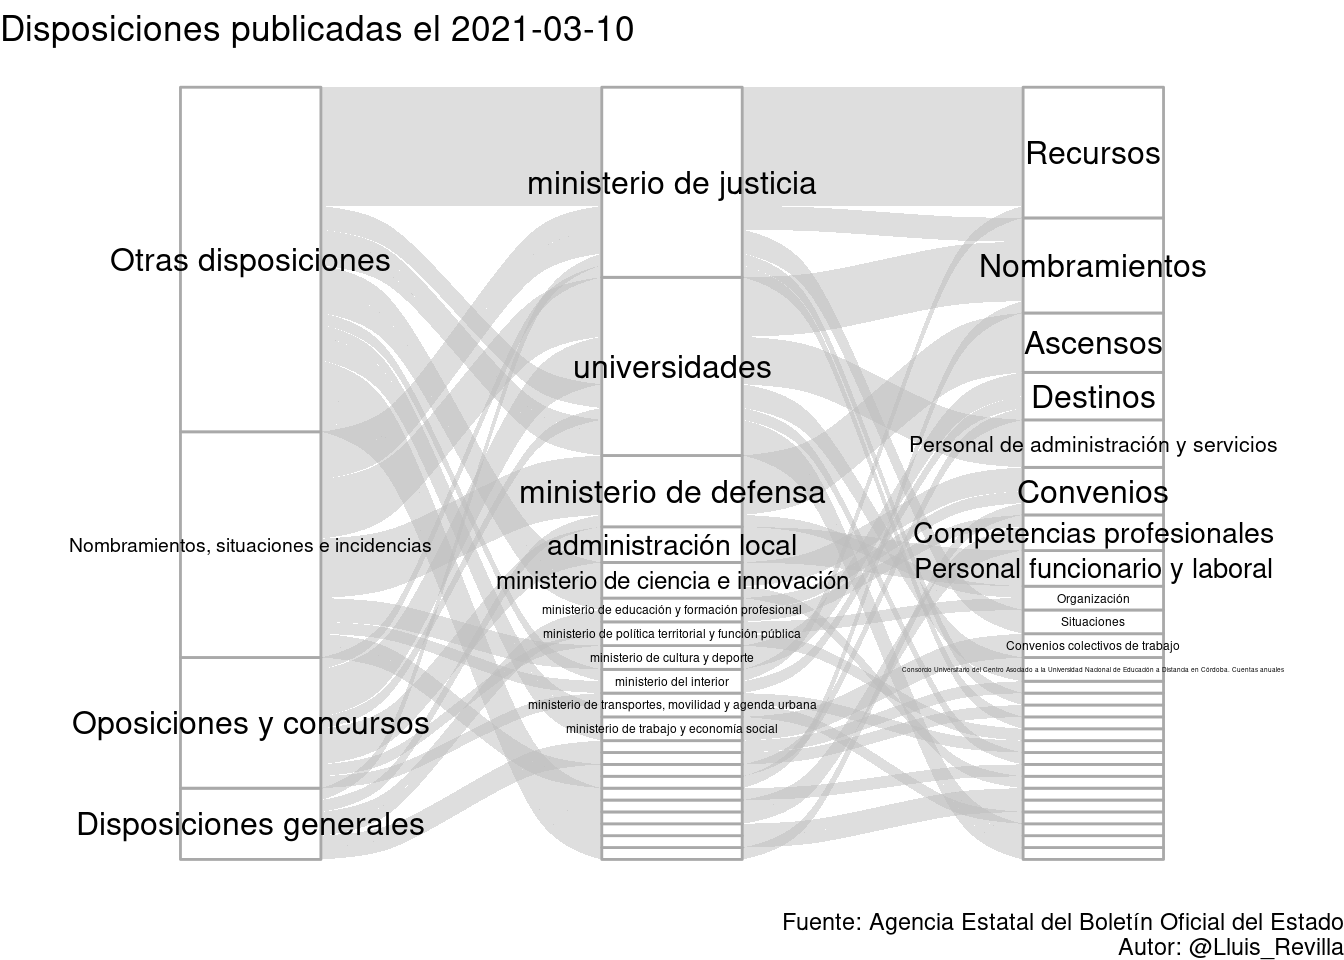 Disposiciones publicadas el 2021-03-10
Otras disposiciones
Nombramientos, situaciones e incidencias
Oposiciones y concursos
Disposiciones generales
ministerio de justicia
universidades
ministerio de defensa
administración local
ministerio de ciencia e innovación
ministerio de educación y formación profesional
ministerio de política territorial y función pública
ministerio de cultura y deporte
ministerio del interior
ministerio de transportes, movilidad y agenda urbana
ministerio de trabajo y economía social
Recursos
Nombramientos
Ascensos
Destinos
Personal de administración y servicios
Convenios
Competencias profesionales
Personal funcionario y laboral
Organización
Situaciones
Convenios colectivos de trabajo
Consorcio Universitario del Centro Asociado a la Universidad Nacional de Educación a Distancia en Córdoba. Cuentas anuales
Fuente: Agencia Estatal del Boletín Oficial del Estado
Autor: @Lluis_Revilla